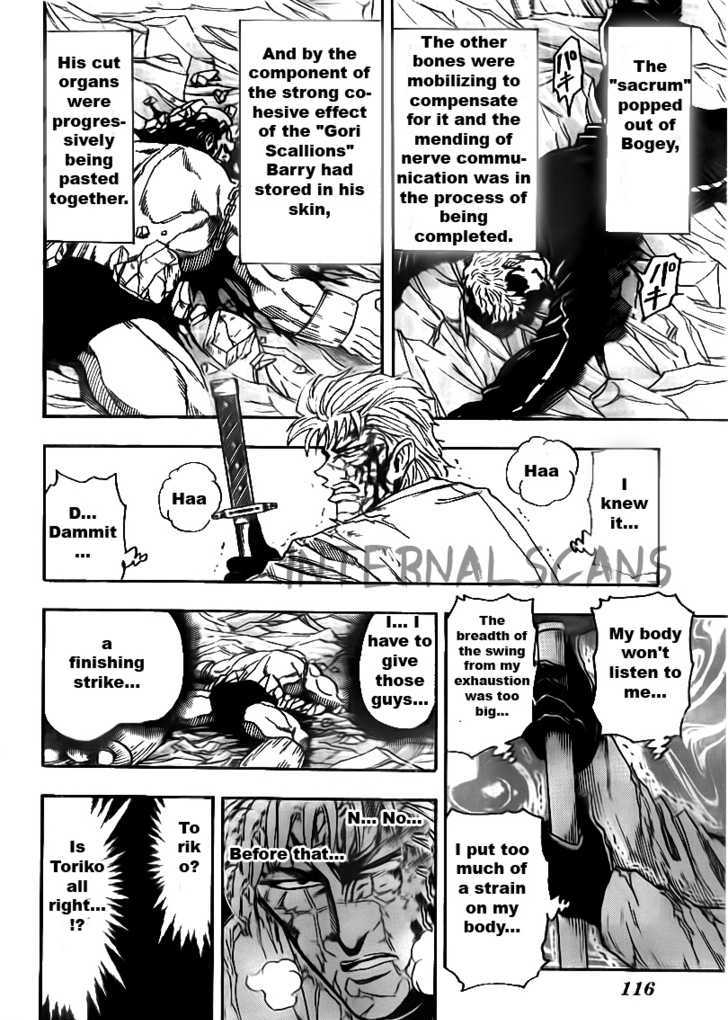 The
"sacrum"
popped
out of
Bogey,
パキ
パキ
The other
bones were
mobilizing to
compensate
for it and the
mending of
nerve commu-
nication was in
the process of
being
completed.
And by the
component of
the strong co-
hesive effect
of the "Gori
Scallions"
Barry had
stored in his
skin,
His cut
organs
were
progres-
sively
being
pasted
together.
I
knew
it...
Haa
Haa
D...
Dammit
...
INTERNAL SCANS
My body
won't
listen to
me...
The
breadth of
the swing
from my
exhaustion
was too
big...
I put too
much of
a strain
on my
body...
I... I
have to
give
those
guys...
a
finishing
strike...
N... No...
Before that...
To
rik
o?
Is
Toriko
all
right...
!?
116